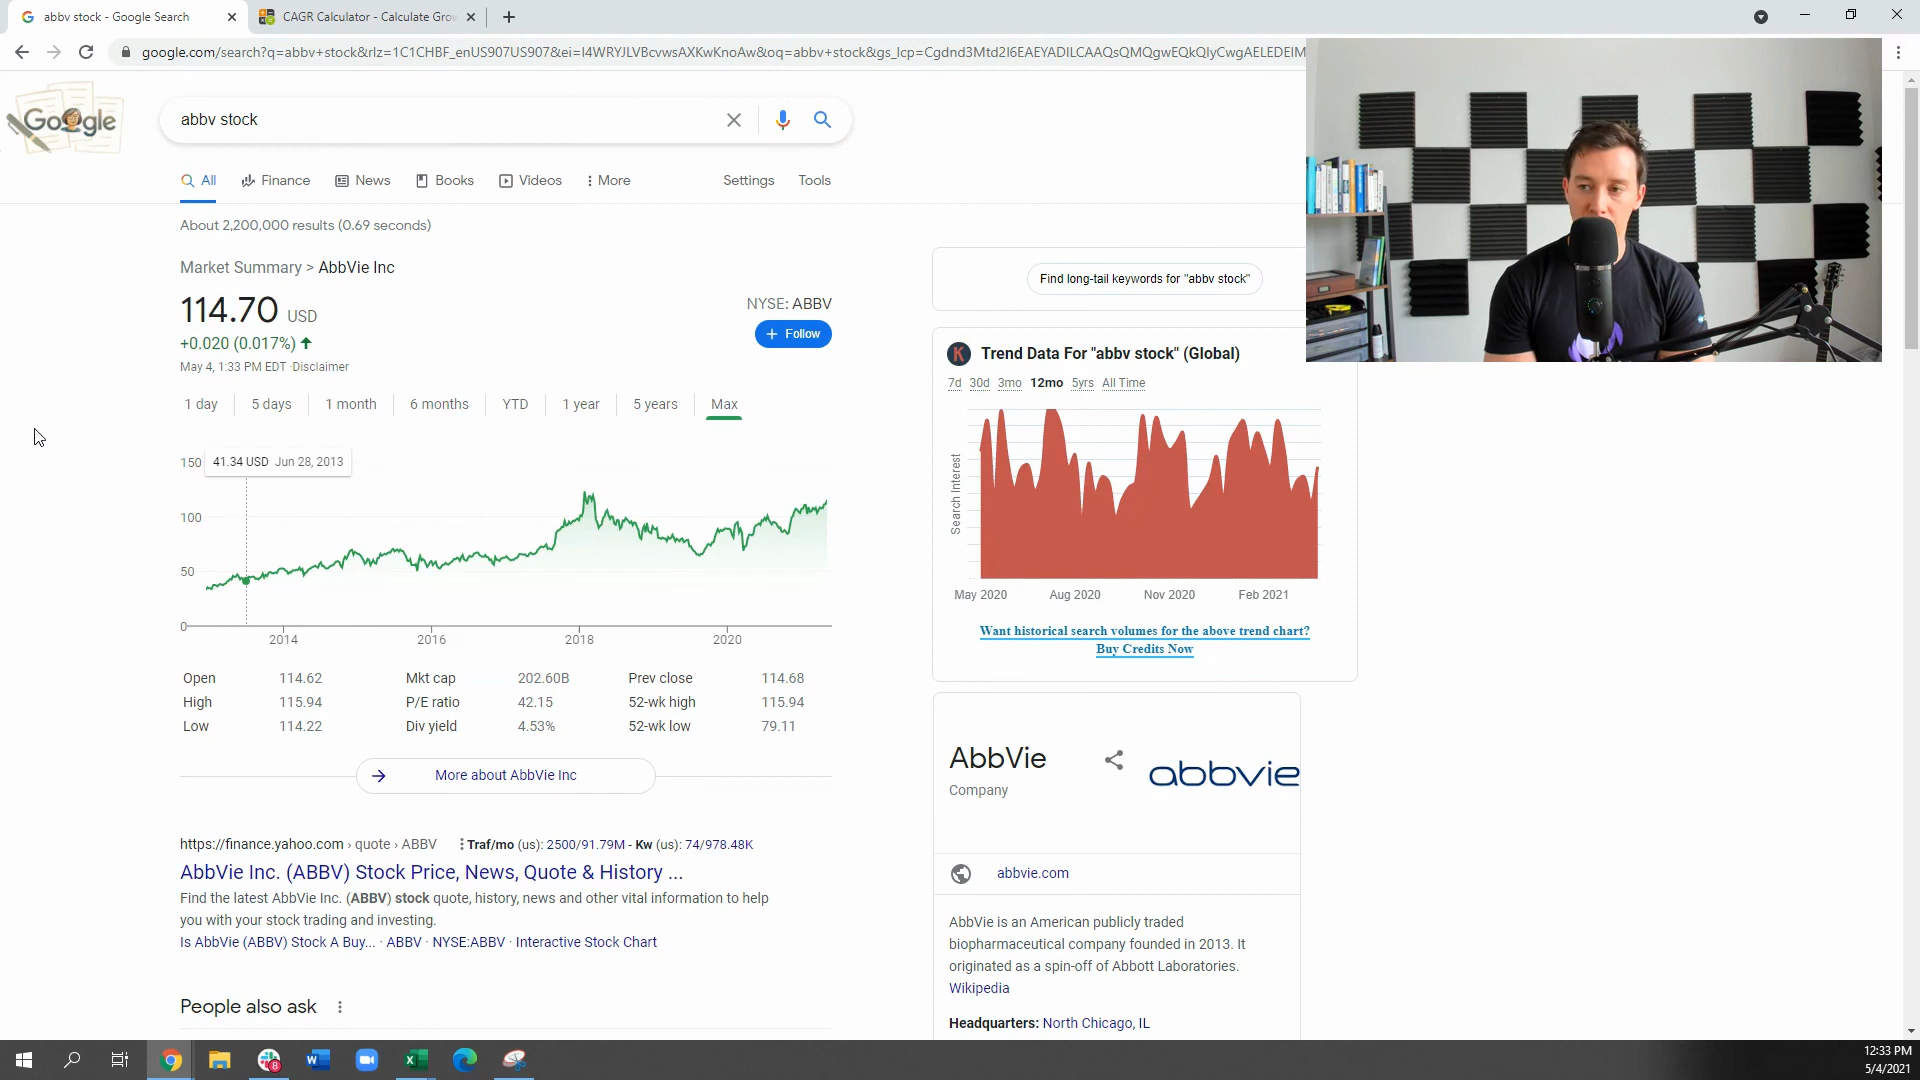 abbv stock - Google Search
CAGR Calculator - Calculate Grow
google.com/search?q=abbv+stock&rlz=1C1CHBF_enUS907US907&ei=I4WRYJLVBcvwsAXKwKnoAw&oq=abbv+stock&gs_lcp=Cgdnd3Mtd2l6EAEYADILCAAQsQMQgwEQkQIyCwgAELEDEIM
Google
abbv stock
All
Finance
News
Books
Videos
More
Settings
Tools
About 2,200,000 results (0.69 seconds)
Market Summary > AbbVie Inc
114.70 USD
NYSE: ABBV
+0.020 (0.017%)
Follow
May 4, 1:33 PM EDT · Disclaimer
1 day
5 days
1 month
6 months
YTD
1 year
5 years
Max
41.34 USD Jun 28, 2013
150
100
50
0
2014
2016
2018
2020
Open 114.62 Mkt cap 202.60B Prev close 114.68
High 115.94 P/E ratio 42.15 52-wk high 115.94
Low 114.22 Div yield 4.53% 52-wk low 79.11
More about AbbVie Inc
https://finance.yahoo.com › quote › ABBV Traf/mo (us): 2500/91.79M - Kw (us): 74/978.48K
AbbVie Inc. (ABBV) Stock Price, News, Quote & History ...
Find the latest AbbVie Inc. (ABBV) stock quote, history, news and other vital information to help
you with your stock trading and investing.
Is AbbVie (ABBV) Stock A Buy... · ABBV · NYSE:ABBV · Interactive Stock Chart
People also ask
Find long-tail keywords for "abbv stock"
K
Trend Data For "abbv stock" (Global)
7d 30d 3mo 12mo 5yrs All Time
Search Interest
May 2020
Aug 2020
Nov 2020
Feb 2021
Want historical search volumes for the above trend chart?
Buy Credits Now
AbbVie
Company
abbvie
abbvie.com
AbbVie is an American publicly traded
biopharmaceutical company founded in 2013. It
originated as a spin-off of Abbott Laboratories.
Wikipedia
Headquarters: North Chicago, IL
8
12:33 PM
5/4/2021